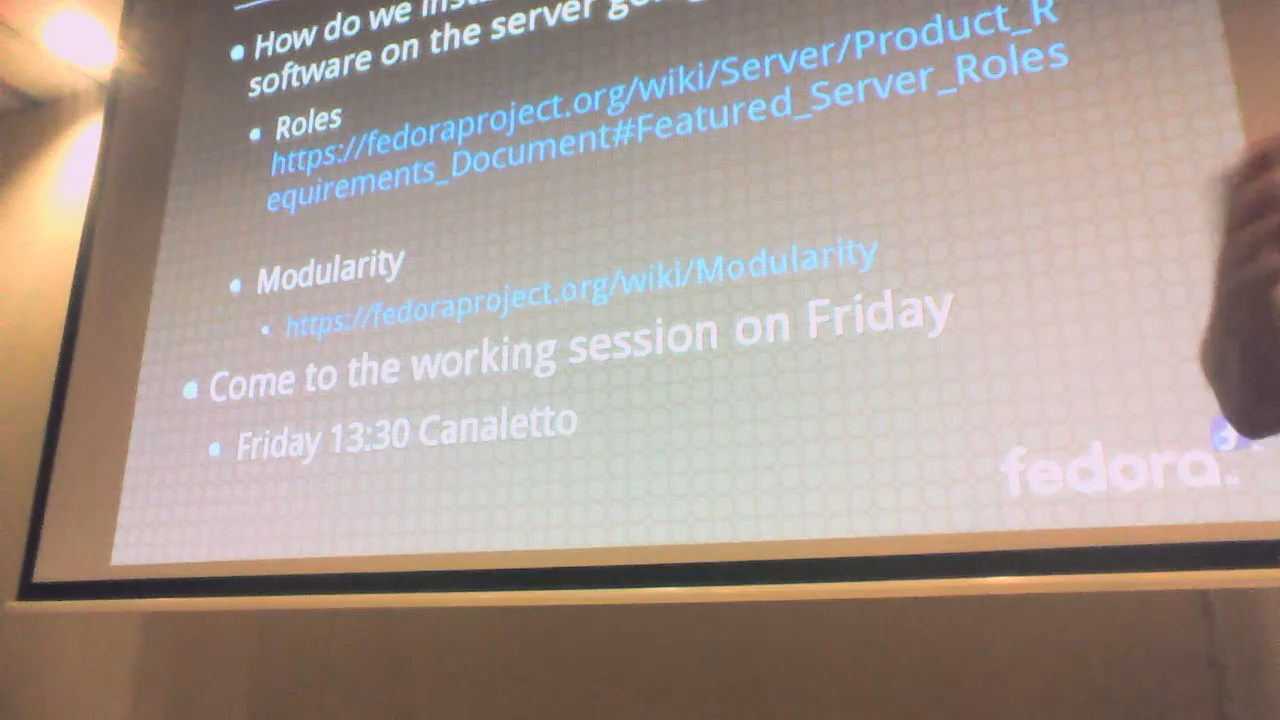 How do we
software on the server
Roles
https://fedoraproject.org/wiki/Server/Product_R
equirements_Document#Featured_Server_Roles
Modularity
https://fedoraproject.org/wiki/Modularity
Come to the working session on Friday
Friday 13:30 Canaletto
fedora